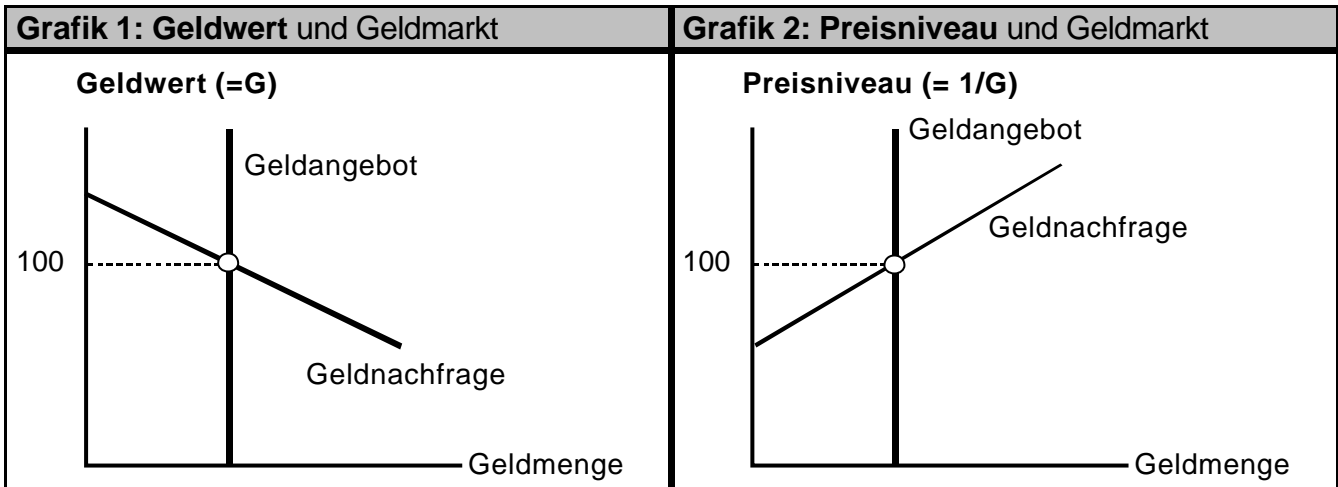 Grafik 1: Geldwert und Geldmarkt
Geldwert (=G)
Geldangebot
100
Geldnachfrage
Geldmenge
Grafik 2: Preisniveau und Geldmarkt
Preisniveau (= 1/G)
Geldangebot
Geldnachfrage
100
Geldmenge